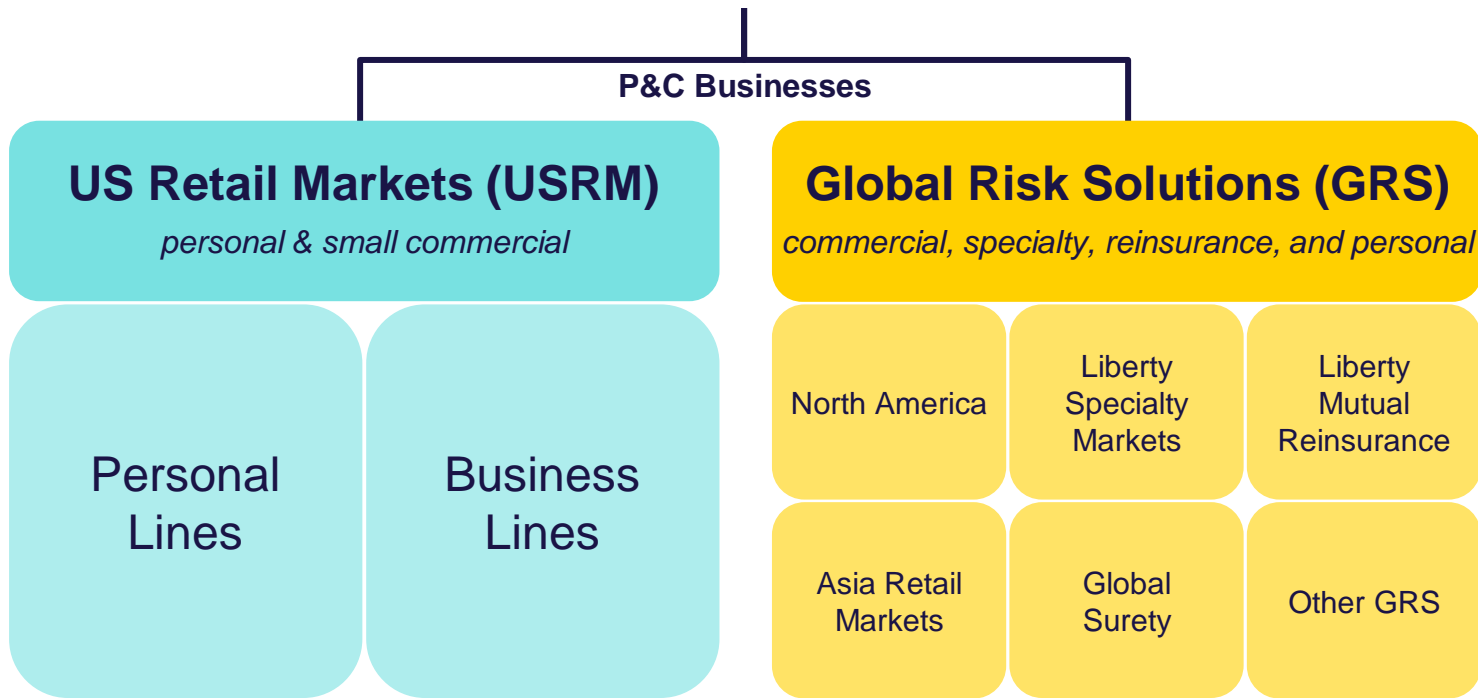 P&C Businesses
US Retail Markets (USRM)
personal & small commercial
Global Risk Solutions (GRS)
commercial, specialty, reinsurance, and personal
Personal
Lines
Business
Lines
North America
Liberty
Specialty
Markets
Liberty
Mutual
Reinsurance
Asia Retail
Markets
Global
Surety
Other GRS